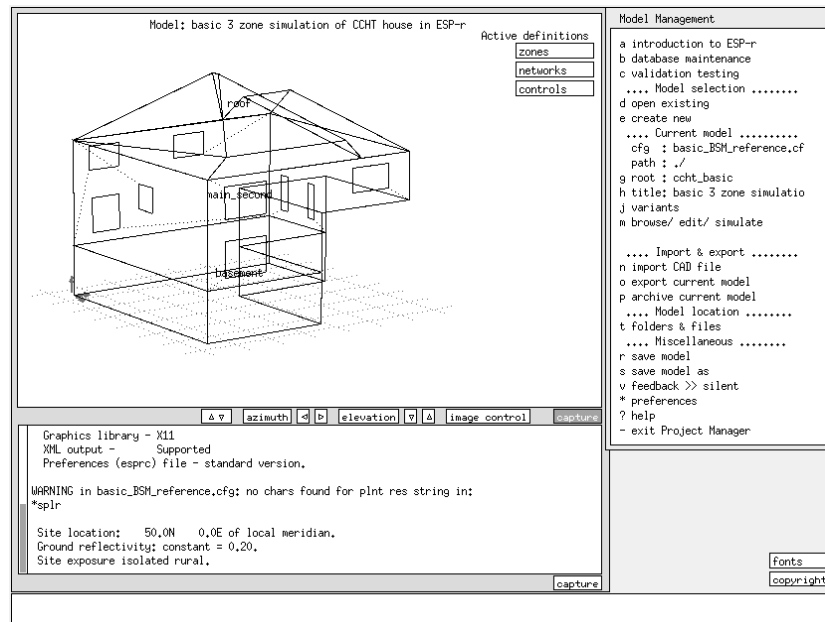 Model: basic 3 zone simulation of CCHT house in ESP-r
Active definitions
zones
networks
controls
roof
main_second
basement
azimuth
elevation
image control
capture
Graphics library - X11
XML output - Supported
Preferences (esprc) file - standard version.
WARNING in basic_BSM_reference.cfg: no chars found for plnt res string in:
*splr
Site location: 50.0N 0.0E of local meridian.
Ground reflectivity: constant = 0.20.
Site exposure isolated rural.
capture
Model Management
a introduction to ESP-r
b database maintenance
c validation testing
.... Model selection ........
d open existing
e create new
.... Current model ..........
cfg : basic_BSM_reference.cf
path : ./
g root : ccht_basic
h title: basic 3 zone simulatio
j variants
m browse/ edit/ simulate
.... Import & export ........
n import CAD file
o export current model
p archive current model
.... Model location ........
t folders & files
.... Miscellaneous ........
r save model
s save model as
v feedback >> silent
* preferences
? help
- exit Project Manager
fonts
copyright